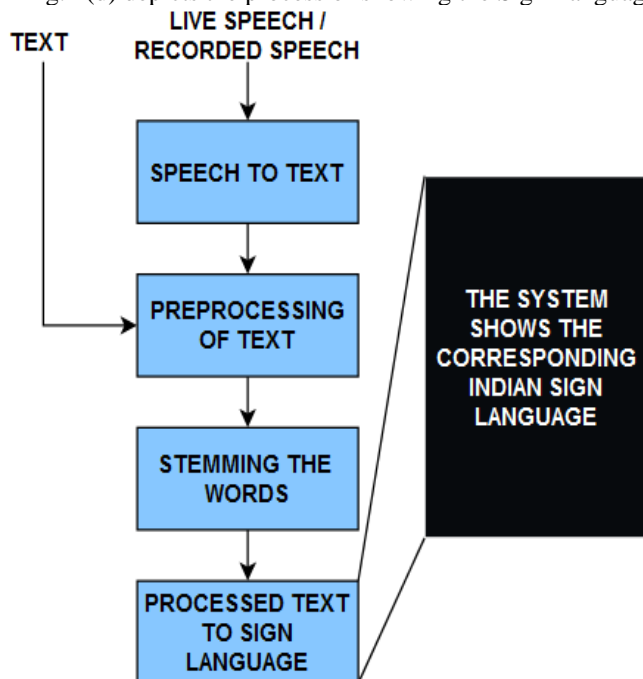 LIVE SPEECH /
RECORDED SPEECH
TEXT
SPEECH TO TEXT
PREPROCESSING
OF TEXT
STEMMING THE
WORDS
PROCESSED TEXT
TO SIGN
LANGUAGE
THE SYSTEM
SHOWS THE
CORRESPONDING
INDIAN SIGN
LANGUAGE